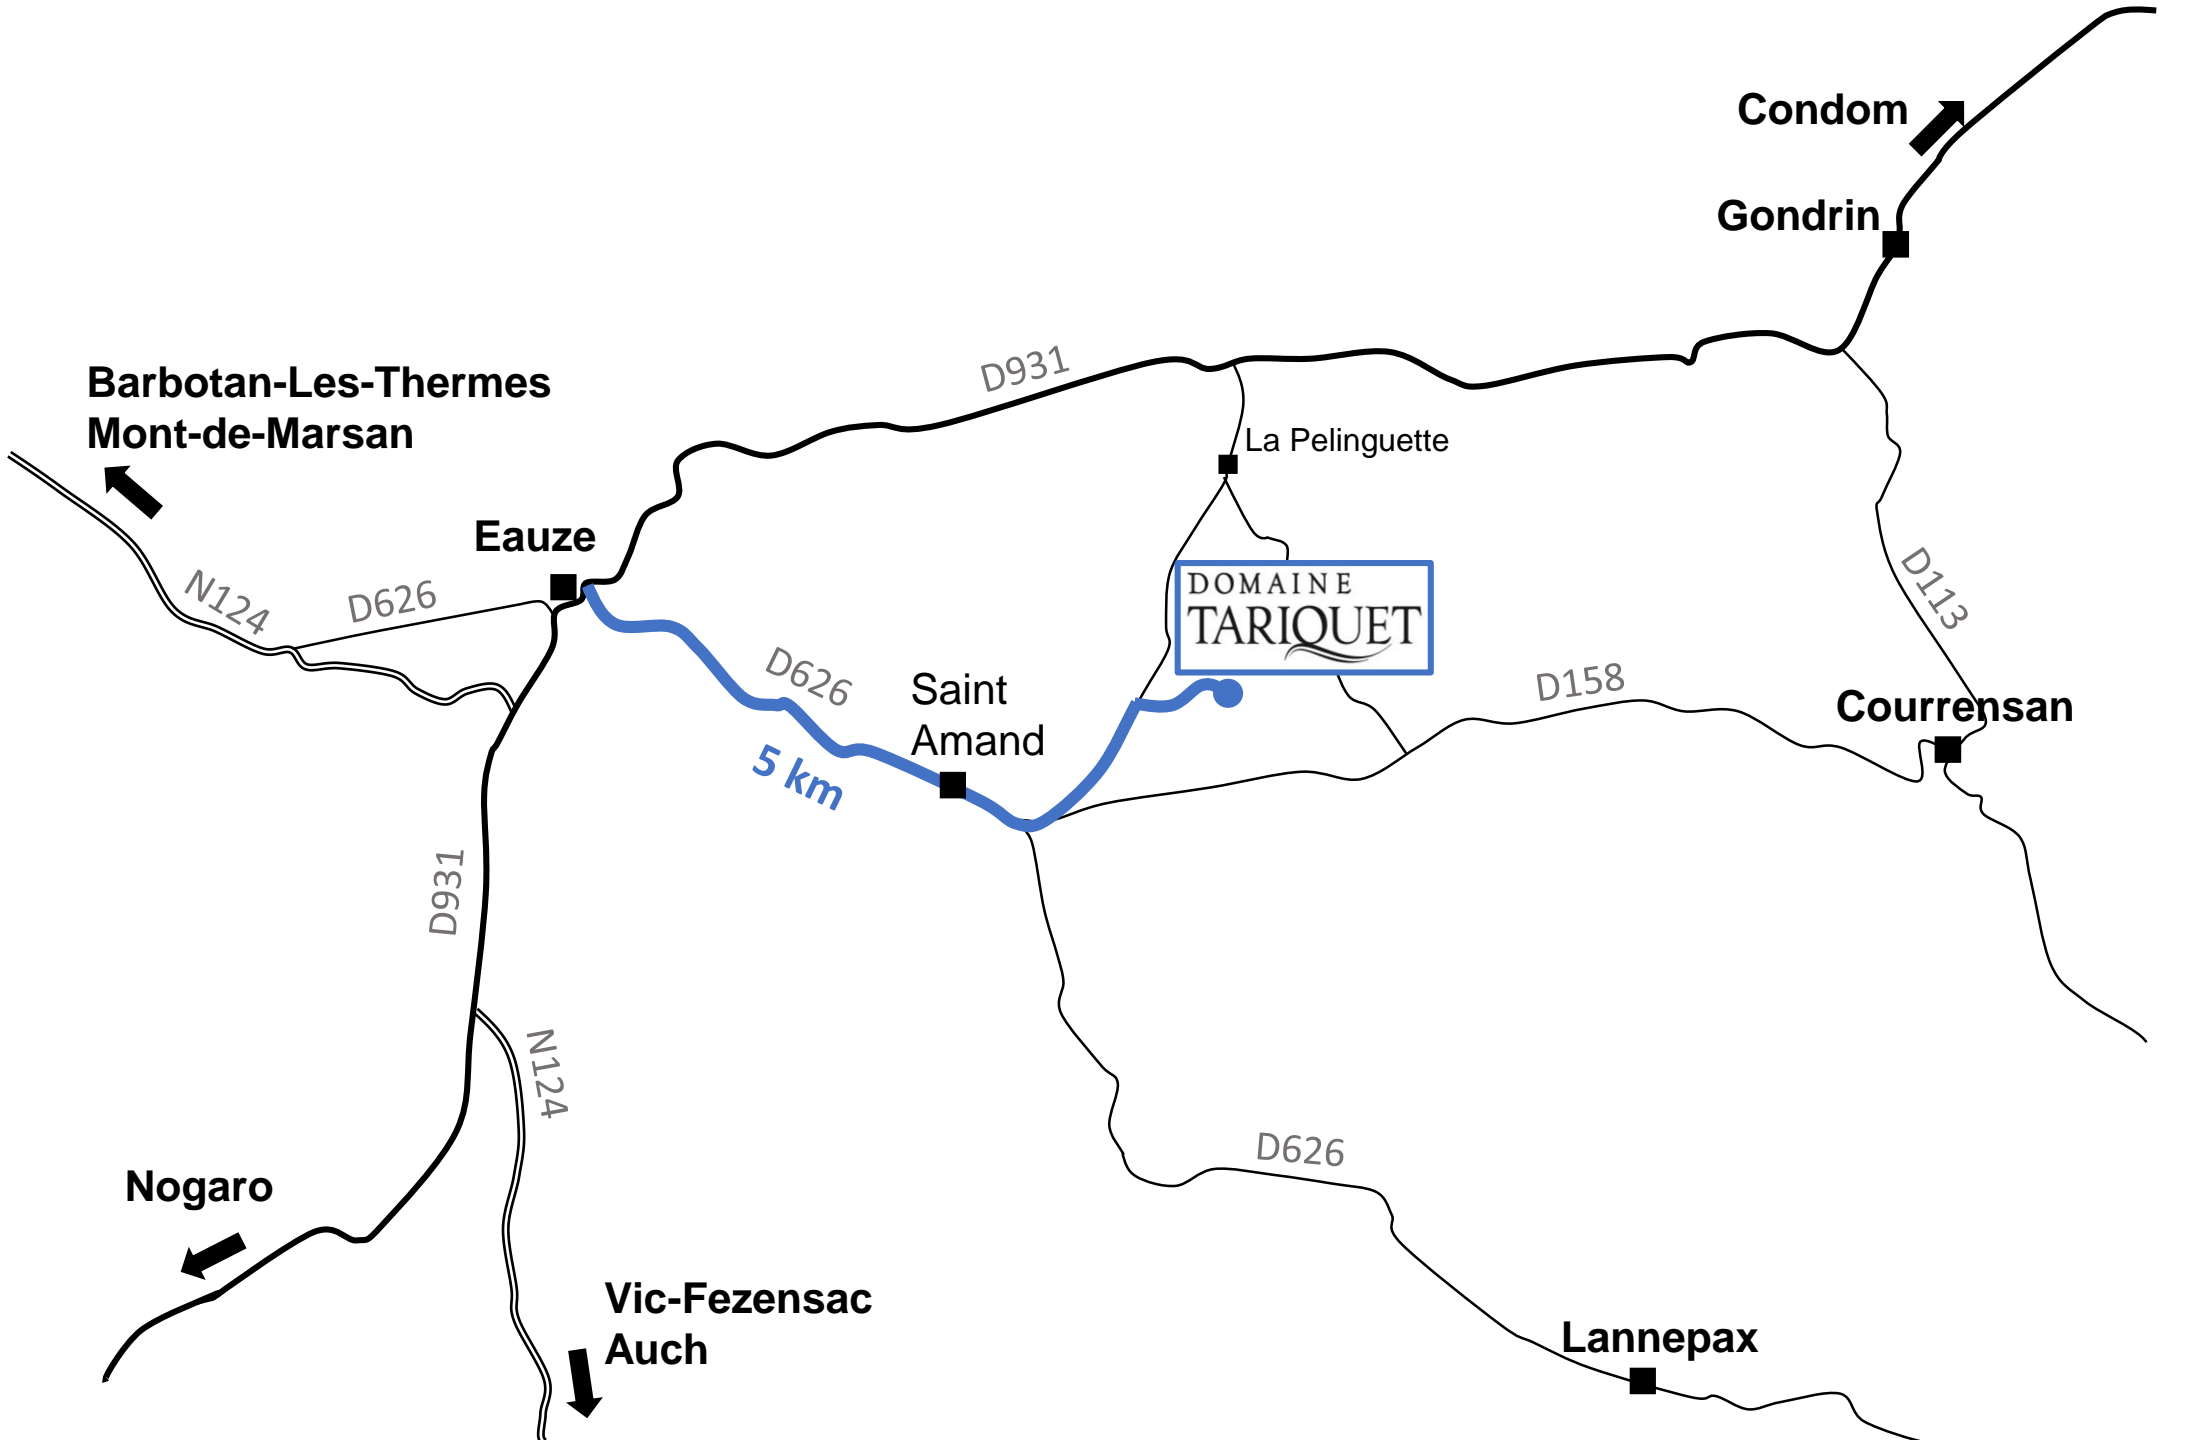 Condom
Gondrin
D931
Barbotan-Les-Thermes
Mont-de-Marsan
La Pelinguette
Eauze
N124
D626
DOMAINE
TARIQUET
D113
D626
Saint
Amand
D158
Courrensan
5 km
D931
N124
D626
Nogaro
Vic-Fezensac
Auch
Lannepax